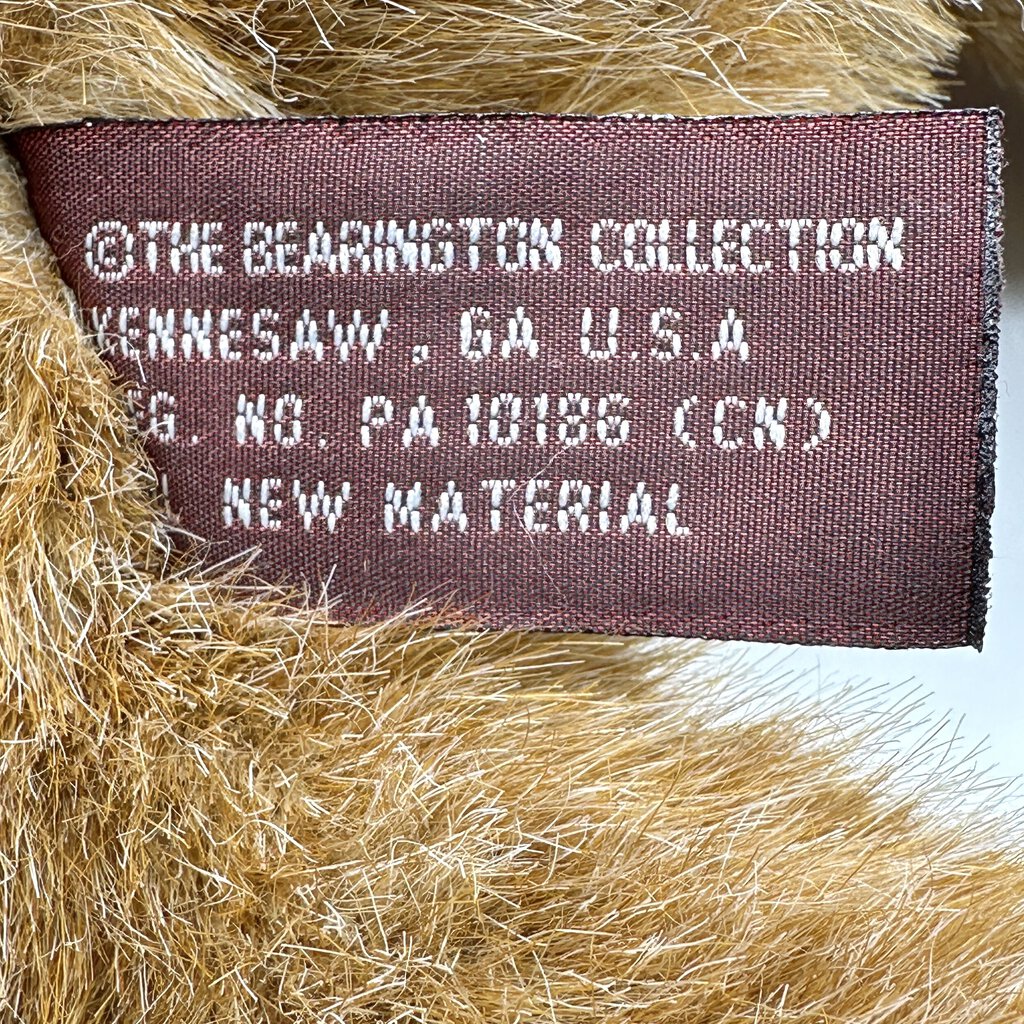 ©THE BEARINGTON COLLECTION
KENNESAW, GA U.S.A
G. NO. PA 10186 (CN)
NEW MATERIAL